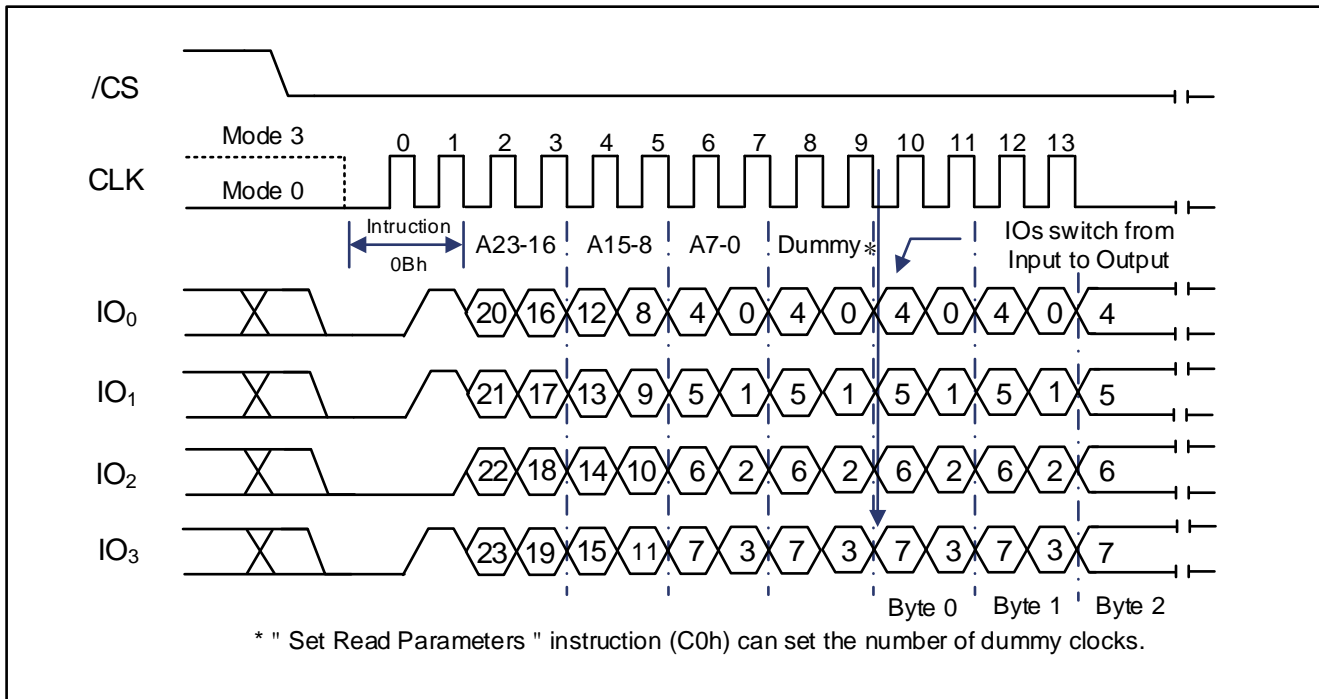 /CS
Mode 3
0 1 2 3 4 5 6 7 8 9 10 11 12 13
CLK
Mode 0
Intruction
0Bh
A23-16 A15-8 A7-0 Dummy*
IOs switch from
Input to Output
IO₀ 20 16 12 8 4 0 4 0 4 0 4 0 4
IO₁ 21 17 13 9 5 1 5 1 5 1 5 1 5
IO₂ 22 18 14 10 6 2 6 2 6 2 6 2 6
IO₃ 23 19 15 11 7 3 7 3 7 3 7 3 7
Byte 0 Byte 1 Byte 2
* " Set Read Parameters " instruction (C0h) can set the number of dummy clocks.